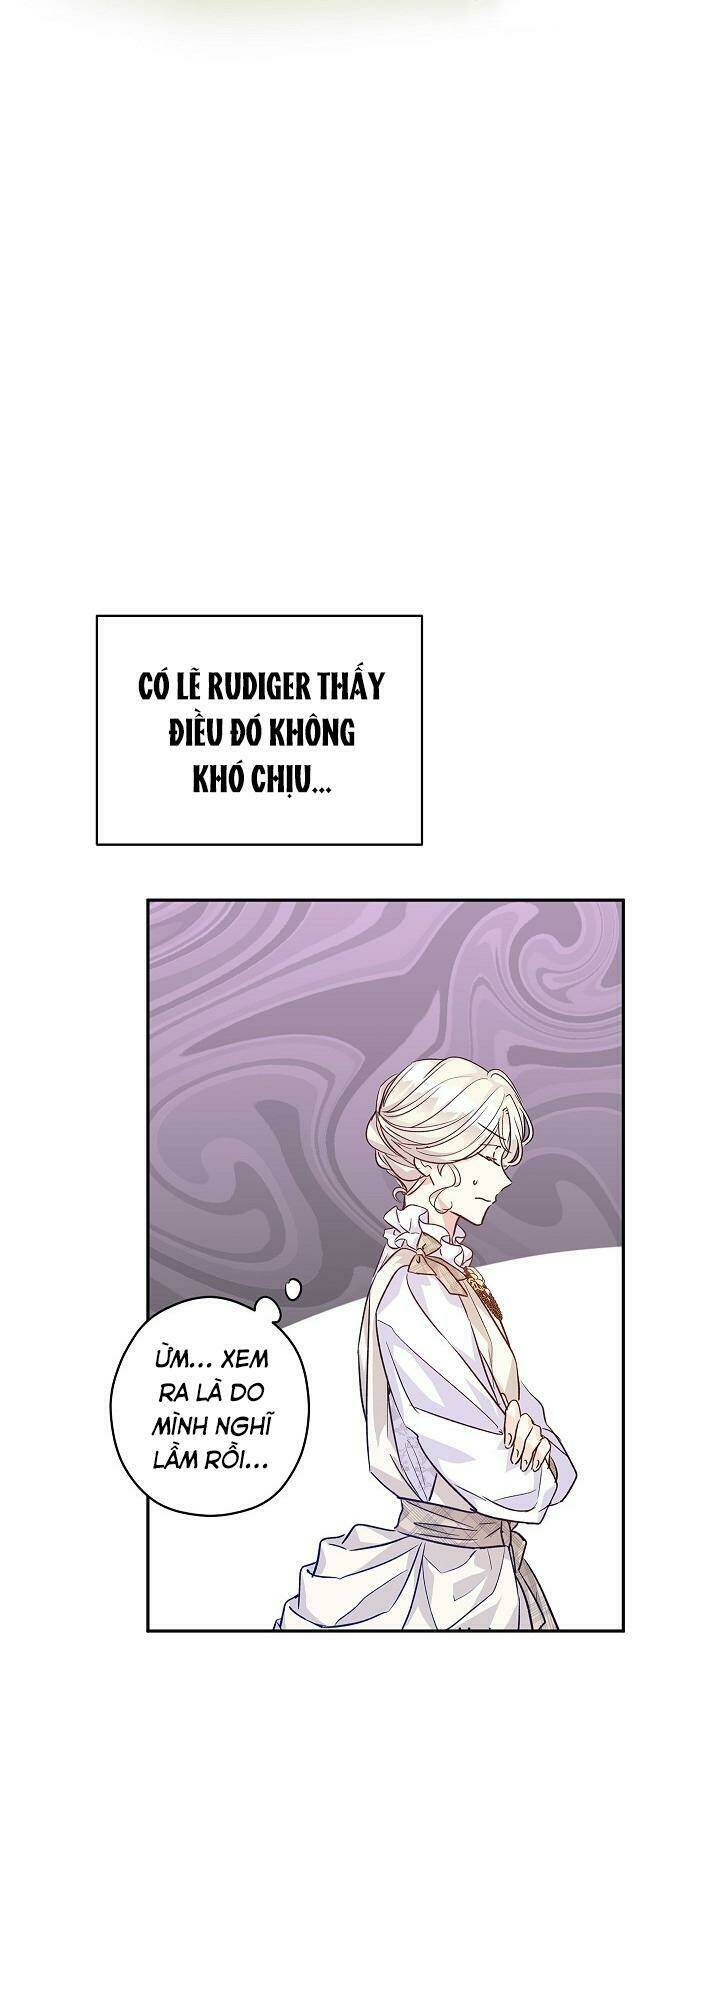 CÓ LẼ RUDIGER THẤY
ĐIỀU ĐÓ KHÔNG
KHÓ CHỊU...
ỪM... XEM
RA LÀ DO
MÌNH NGHĨ
LẦM RỒI...